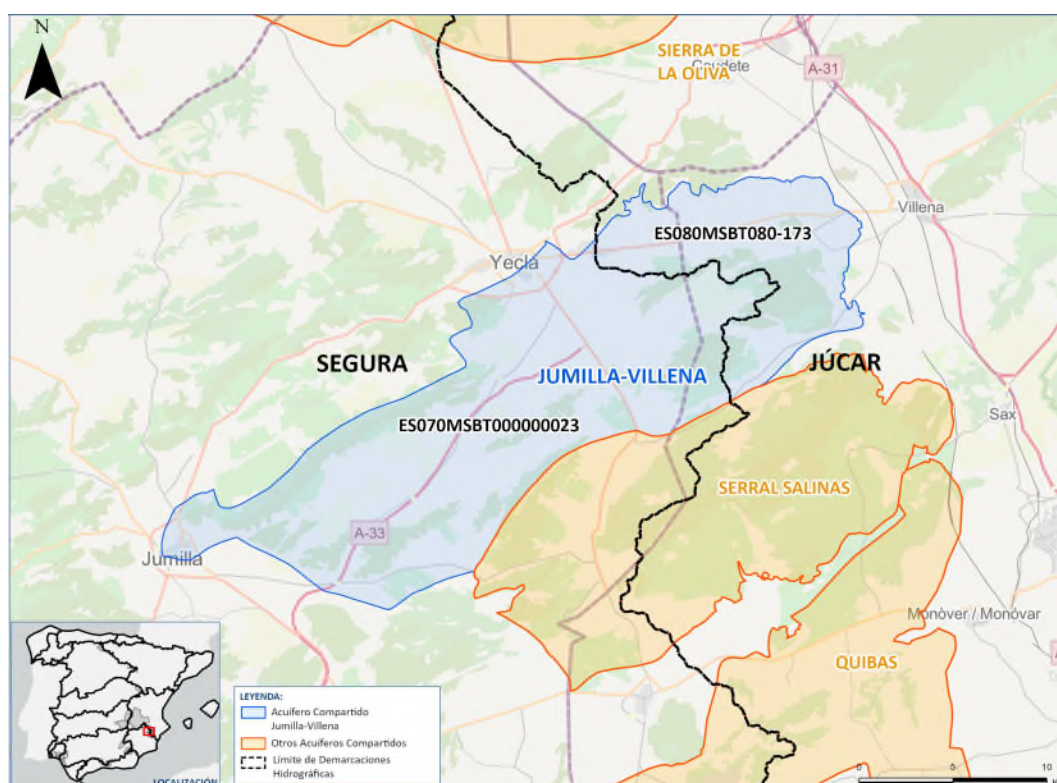 N
SIERRA DE
LA OLIVA
Caudete
A-31
Villena
ES080MSBT080-173
Yecla
SEGURA
JÚCAR
JUMILLA-VILLENA
ES070MSBT000000023
Sax
SERRAL SALINAS
A-33
Jumilla
Monòver / Monóvar
QUIBAS
LEYENDA:
Acuífero Compartido
Jumilla-Villena
Otros Acuíferos Compartidos
Límite de Demarcaciones
Hidrográficas
LOCALIZACIÓN
0
5
10